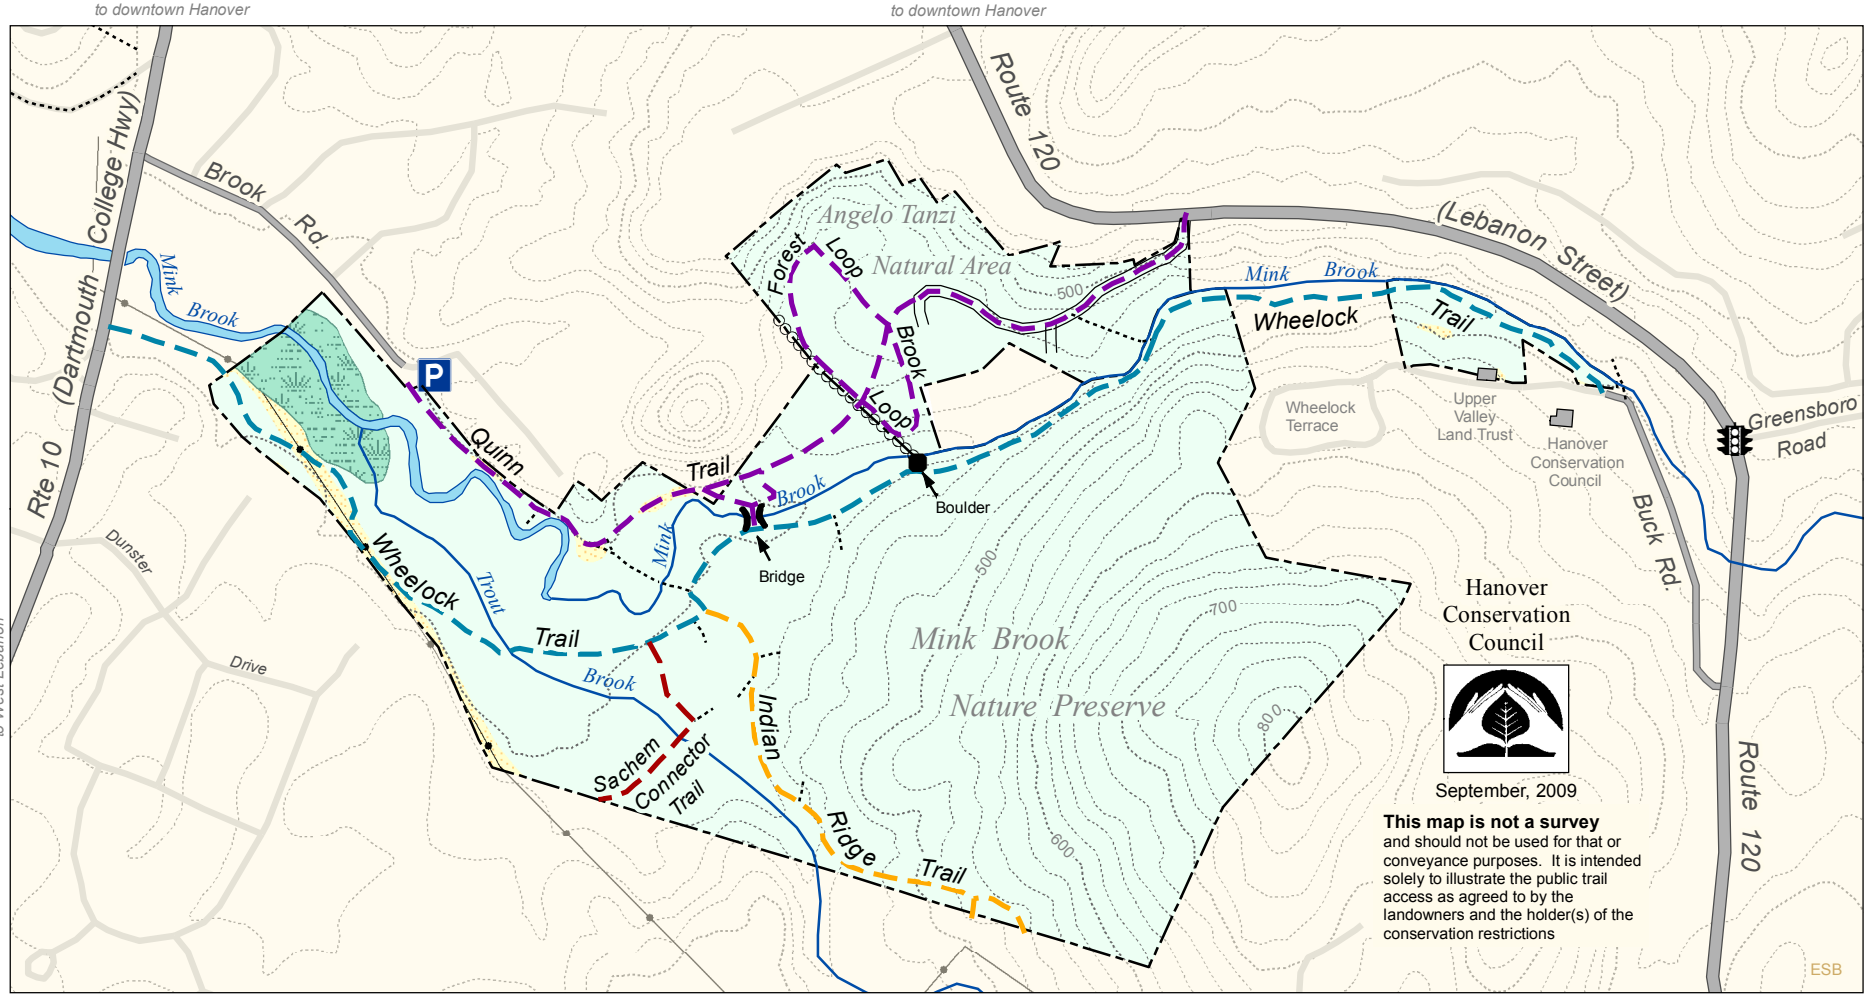 to downtown Hanover
to downtown Hanover
Rte 10 (Dartmouth College Hwy)
Brook Rd.
Mink Brook
Route 120
(Lebanon Street)
Angelo Tanzi
Natural Area
Forest Loop
Brook Loop
500
Mink Brook
Wheelock Trail
P
Quinn Trail
Mink Brook
Boulder
Bridge
Wheelock
Terrace
Upper
Valley
Land Trust
Hanover
Conservation
Council
Greensboro
Road
Buck Rd.
Dunster Drive
Wheelock Trail
Trout Brook
Sachem
Connector
Trail
Indian Ridge Trail
Mink Brook
Nature Preserve
500
600
700
800
Route 120
Hanover
Conservation
Council
September, 2009
This map is not a survey
and should not be used for that or
conveyance purposes. It is intended
solely to illustrate the public trail
access as agreed to by the
landowners and the holder(s) of the
conservation restrictions
ESB